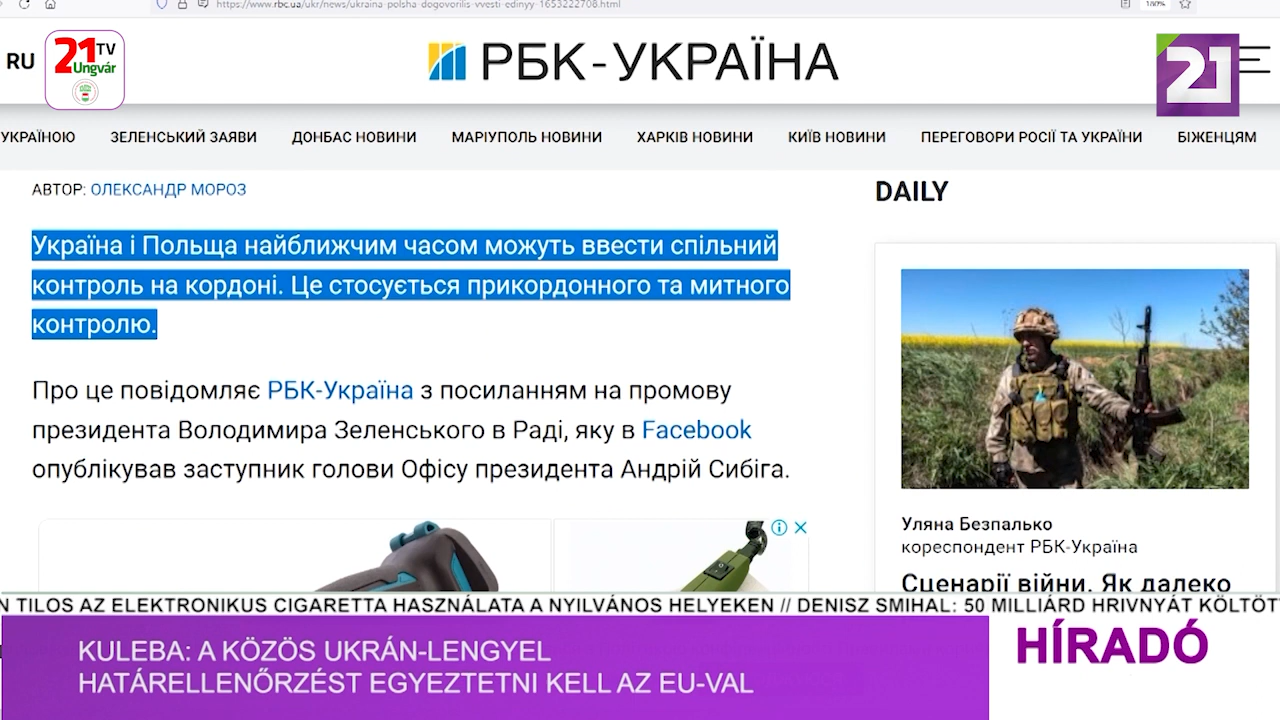 https://www.rbc.ua/ukr/news/ukraina-polsha-dogovorilis-vvesti-edinyy-1653222708.html
180%
RU
21 TV
Ungvár
РБК-УКРАЇНА
21
УКРАЇНОЮ
ЗЕЛЕНСЬКИЙ ЗАЯВИ
ДОНБАС НОВИНИ
МАРІУПОЛЬ НОВИНИ
ХАРКІВ НОВИНИ
КИЇВ НОВИНИ
ПЕРЕГОВОРИ РОСІЇ ТА УКРАЇНИ
БІЖЕНЦЯМ
АВТОР: ОЛЕКСАНДР МОРОЗ
DAILY
Україна і Польща найближчим часом можуть ввести спільний
контроль на кордоні. Це стосується прикордонного та митного
контролю.
Про це повідомляє РБК-Україна з посиланням на промову
президента Володимира Зеленського в Раді, яку в Facebook
опублікував заступник голови Офісу президента Андрій Сибіга.
Уляна Безпалько
кореспондент РБК-Україна
Сценарії війни. Як далеко
N TILOS AZ ELEKTRONIKUS CIGARETTA HASZNÁLATA A NYILVÁNOS HELYEKEN // DENISZ SMIHAL: 50 MILLIÁRD HRIVNYÁT KÖLTÖT
KULEBA: A KÖZÖS UKRÁN-LENGYEL
HATÁRELLENŐRZÉST EGYEZTETNI KELL AZ EU-VAL
HÍRADÓ